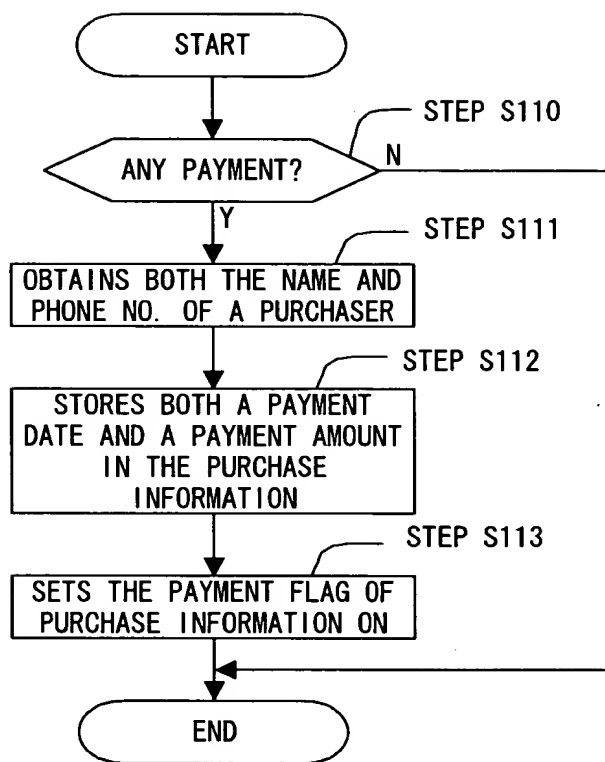 START
STEP S110
ANY PAYMENT?
N
Y
STEP S111
OBTAINS BOTH THE NAME AND
PHONE NO. OF A PURCHASER
STEP S112
STORES BOTH A PAYMENT
DATE AND A PAYMENT AMOUNT
IN THE PURCHASE
INFORMATION
STEP S113
SETS THE PAYMENT FLAG OF
PURCHASE INFORMATION ON
END